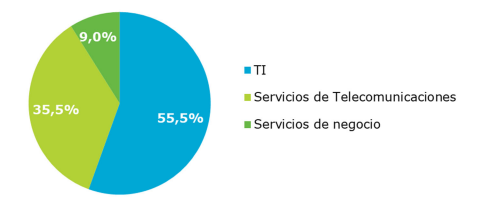 9,0%
35,5%
55,5%
TI
Servicios de Telecomunicaciones
Servicios de negocio